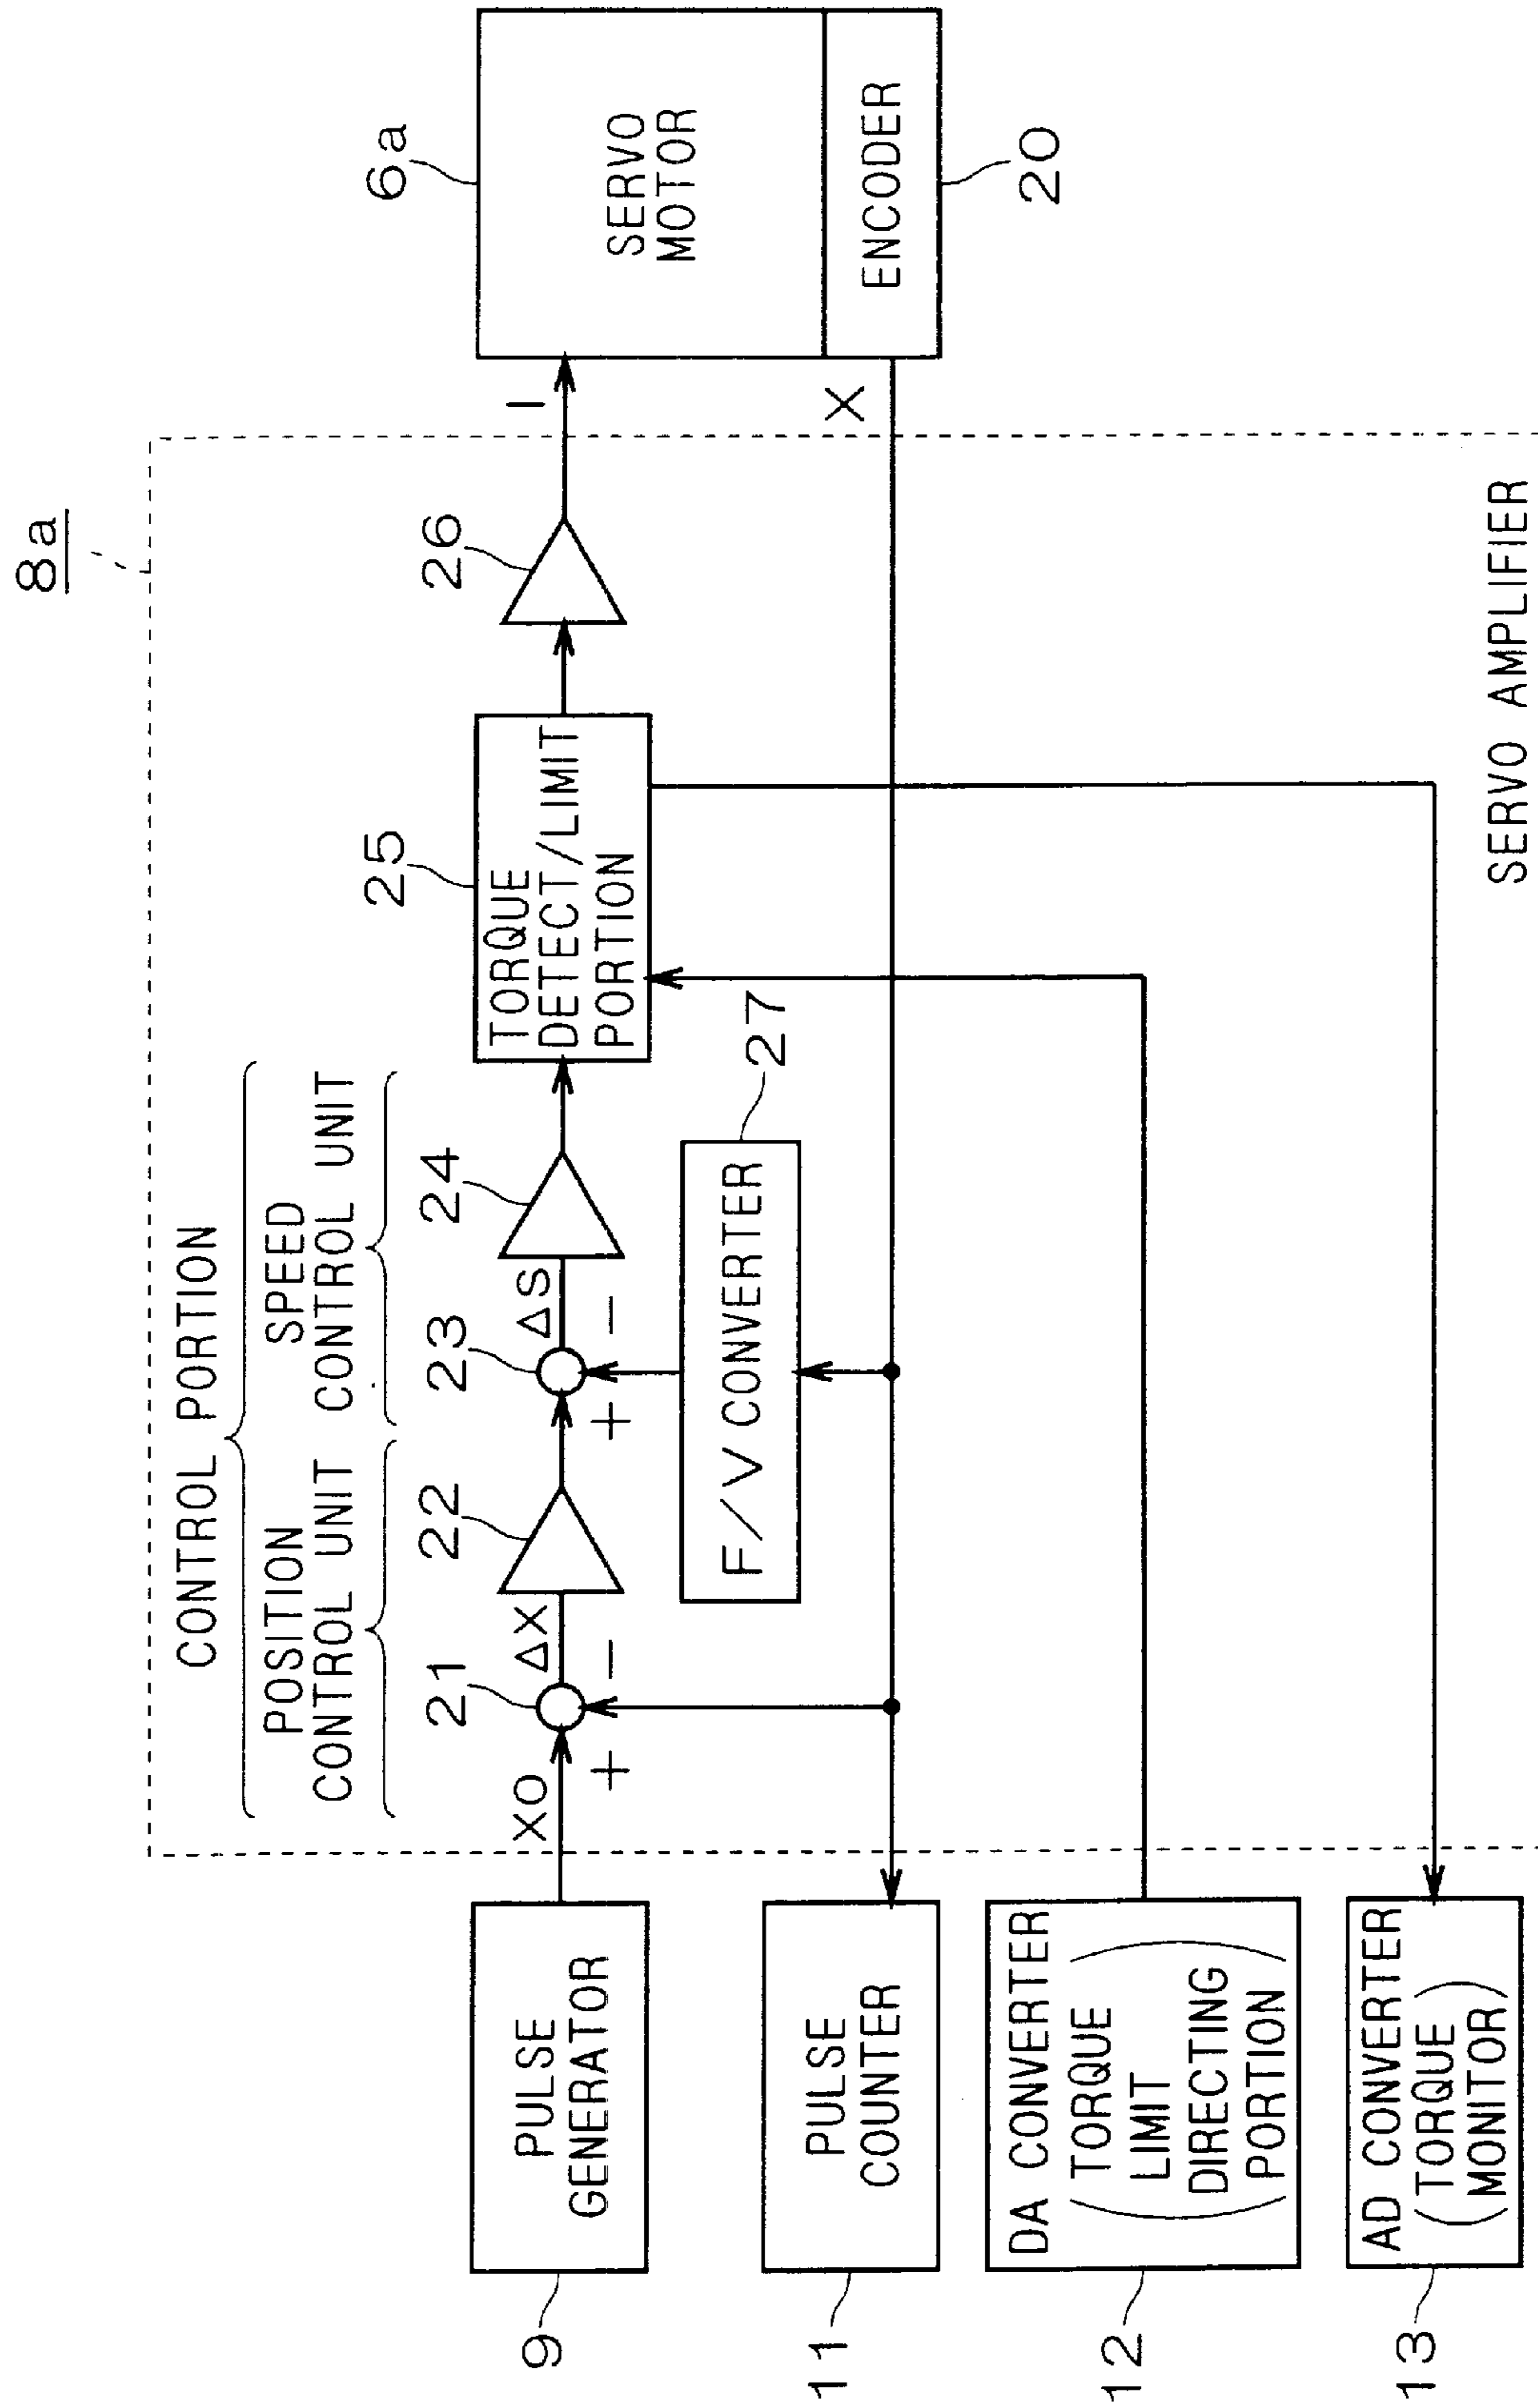 8a
CONTROL PORTION
POSITION
CONTROL UNIT
SPEED
CONTROL UNIT
9
PULSE
GENERATOR
X0
+
−
21
ΔX
22
+
−
23
ΔS
24
25
TORQUE
DETECT/LIMIT
PORTION
26
I
6a
SERVO
MOTOR
ENCODER
20
X
F/V CONVERTER
27
11
PULSE
COUNTER
12
DA CONVERTER
(TORQUE
LIMIT
DIRECTING
PORTION)
13
AD CONVERTER
(TORQUE
MONITOR)
SERVO AMPLIFIER